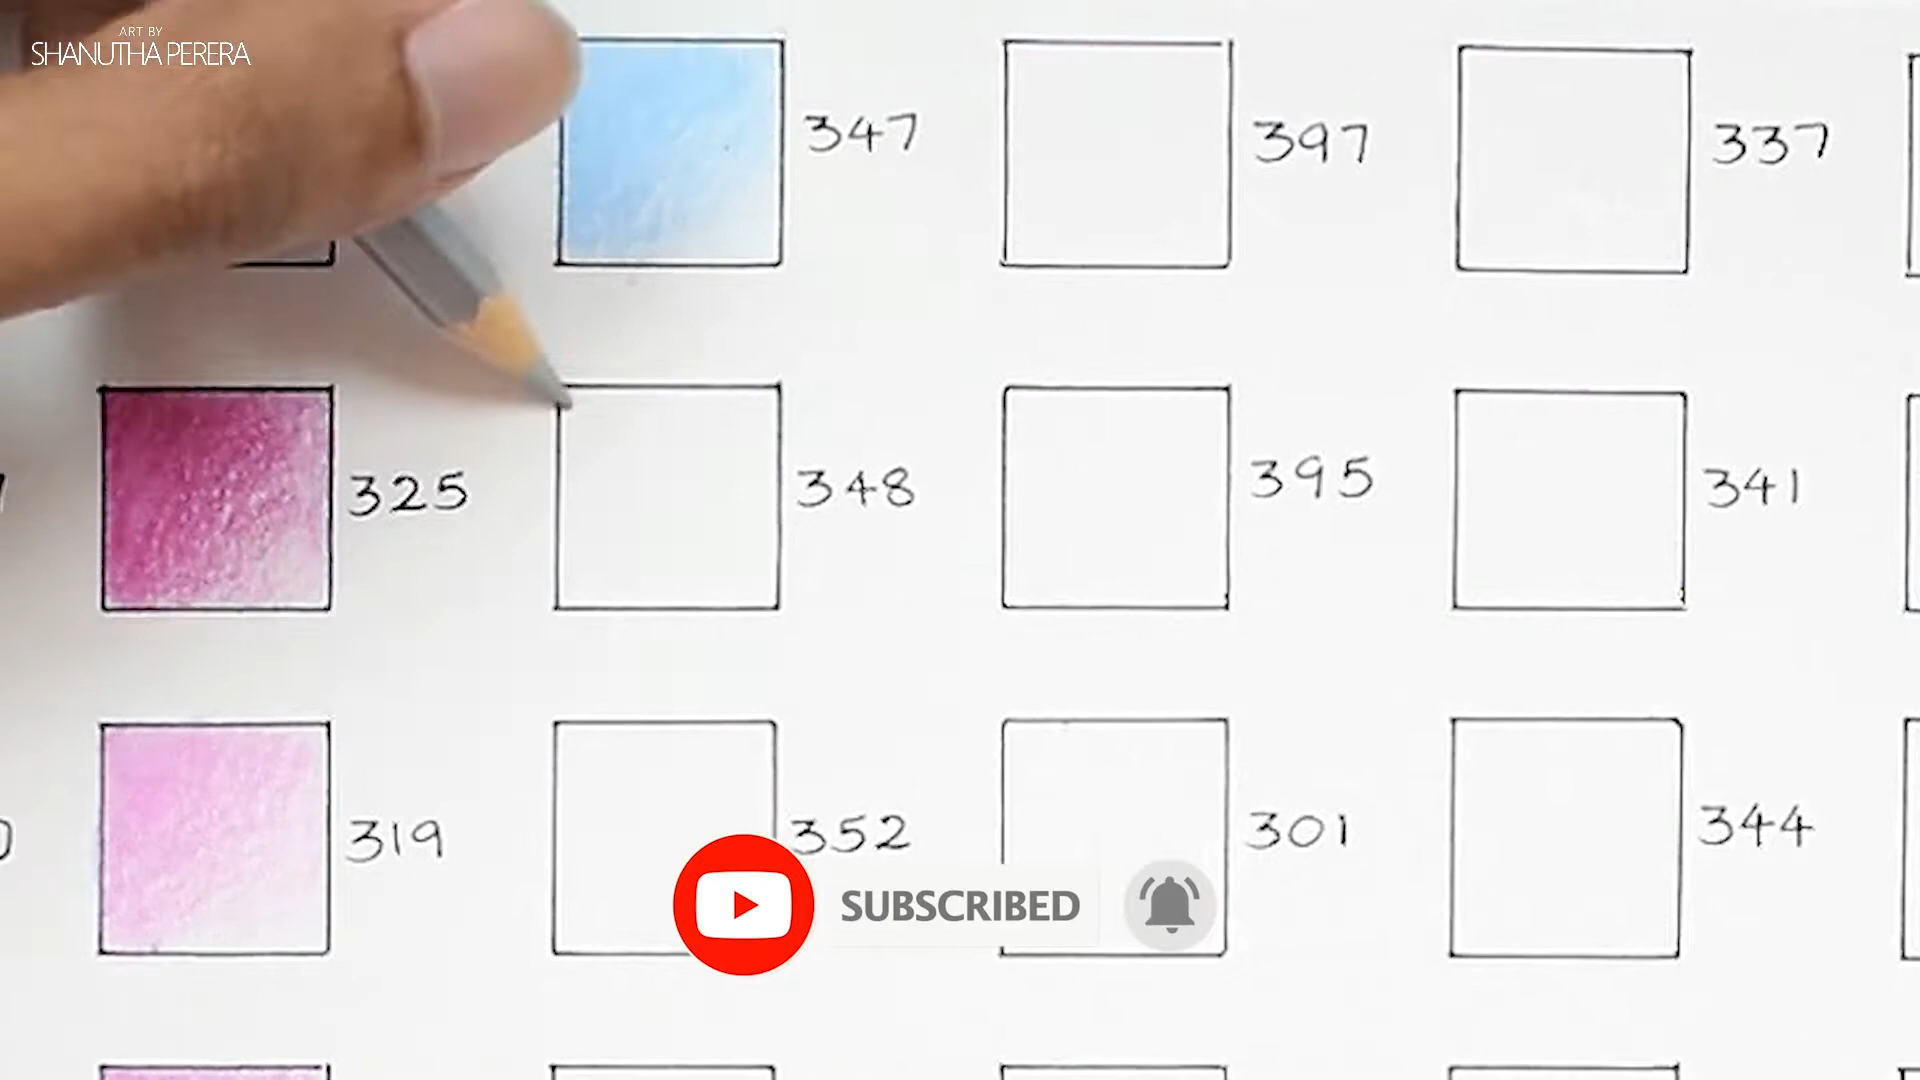 ART BY
SHANUTHA PERERA
347 397 337
325 348 395 341
319 352 301 344
SUBSCRIBED